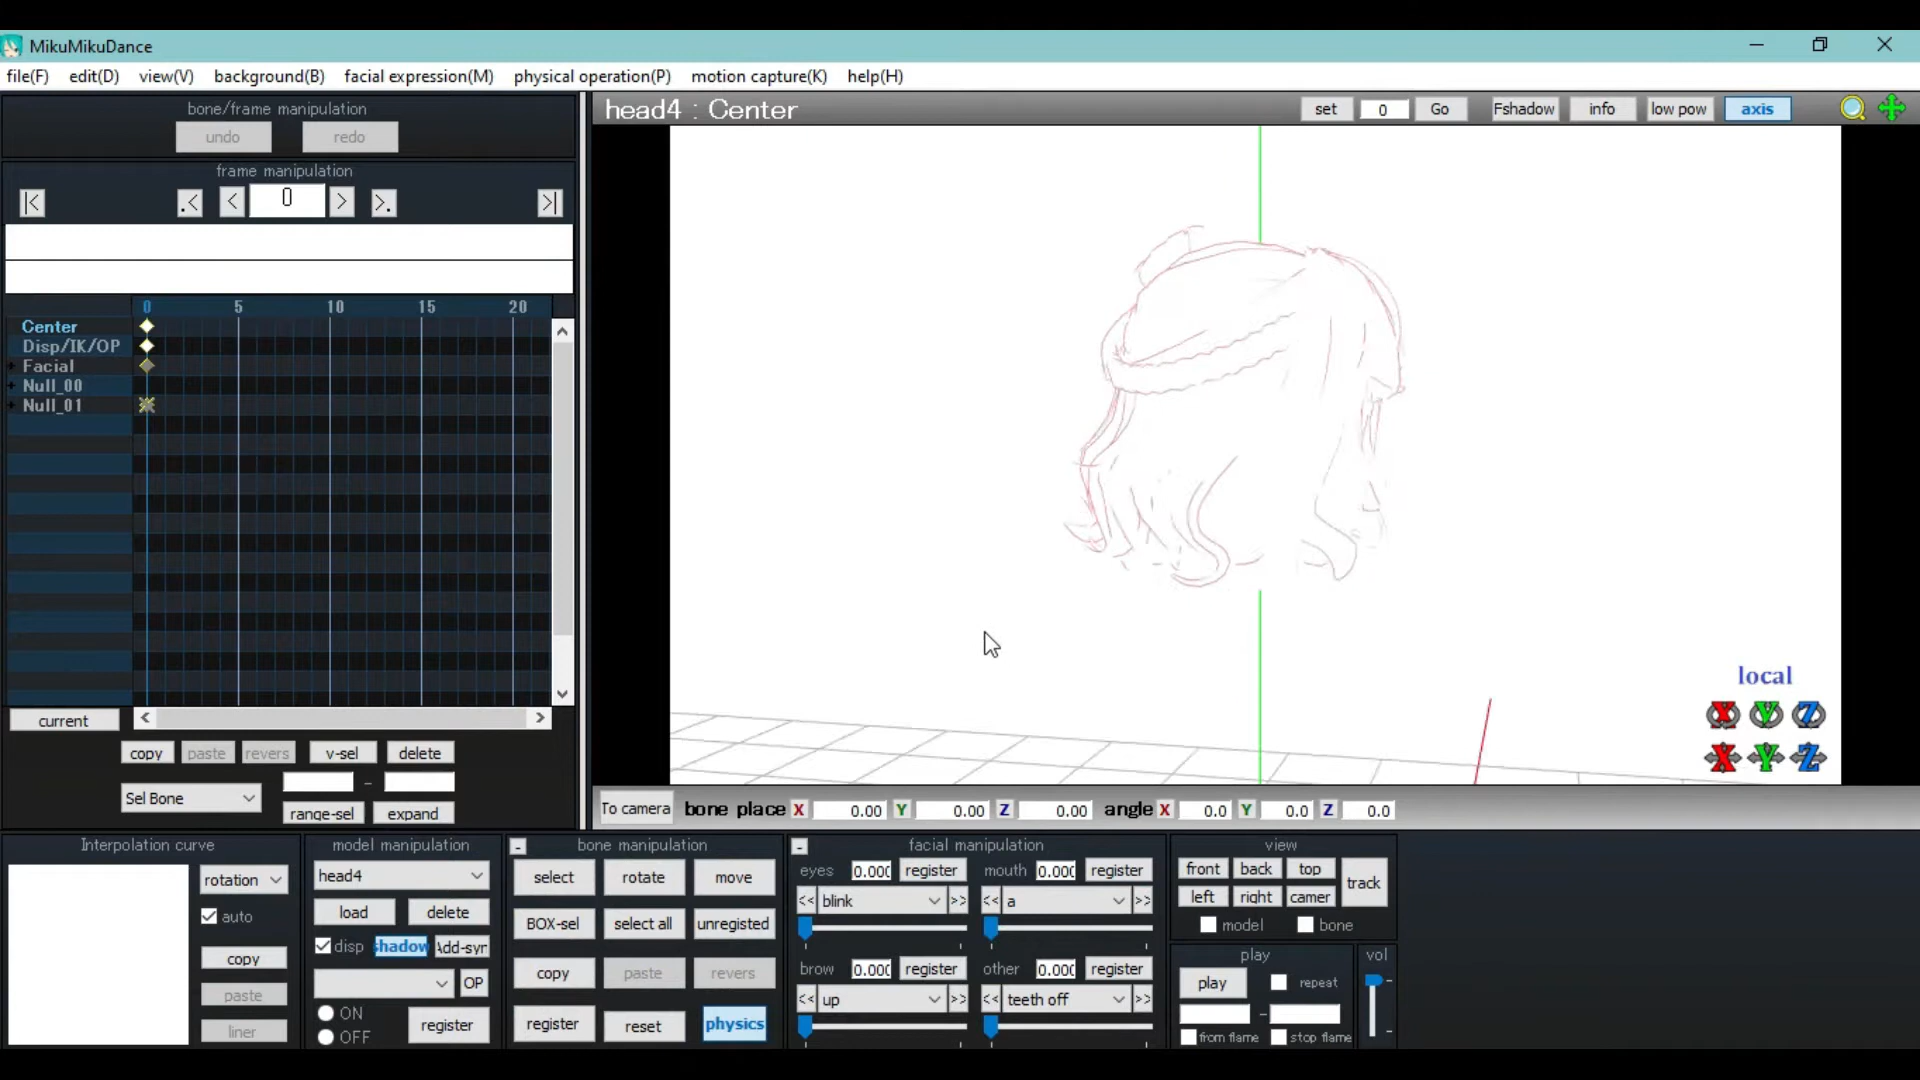 MikuMikuDance
file(F) edit(D) view(V) background(B) facial expression(M) physical operation(P) motion capture(K) help(H)
bone/frame manipulation
undo redo
frame manipulation
|< .< < 0 > >. >|
0 5 10 15 20
Center
Disp/IK/OP
Facial
Null_00
Null_01
current
copy paste revers v-sel delete
Sel Bone -
range-sel expand
head4 : Center set 0 Go Fshadow info low pow axis
local
X Y Z
X Y Z
To camera bone place X 0.00 Y 0.00 Z 0.00 angle X 0.0 Y 0.0 Z 0.0
Interpolation curve
rotation
auto
copy
paste
liner
model manipulation
head4
load delete
disp shadow Add-syn
OP
ON
OFF
register
- bone manipulation
select rotate move
BOX-sel select all unregisted
copy paste revers
register reset physics
- facial manipulation
eyes 0.000 register mouth 0.000 register
<< blink >> << a >>
brow 0.000 register other 0.000 register
<< up >> << teeth off >>
view
front back top track
left right camer
model bone
play
play repeat
-
from flame stop flame
vol